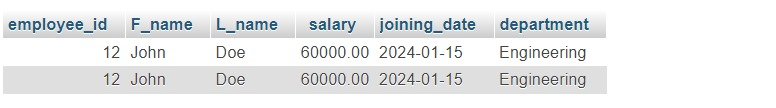 employee_id F_name L_name salary joining_date department
12 John Doe 60000.00 2024-01-15 Engineering
12 John Doe 60000.00 2024-01-15 Engineering